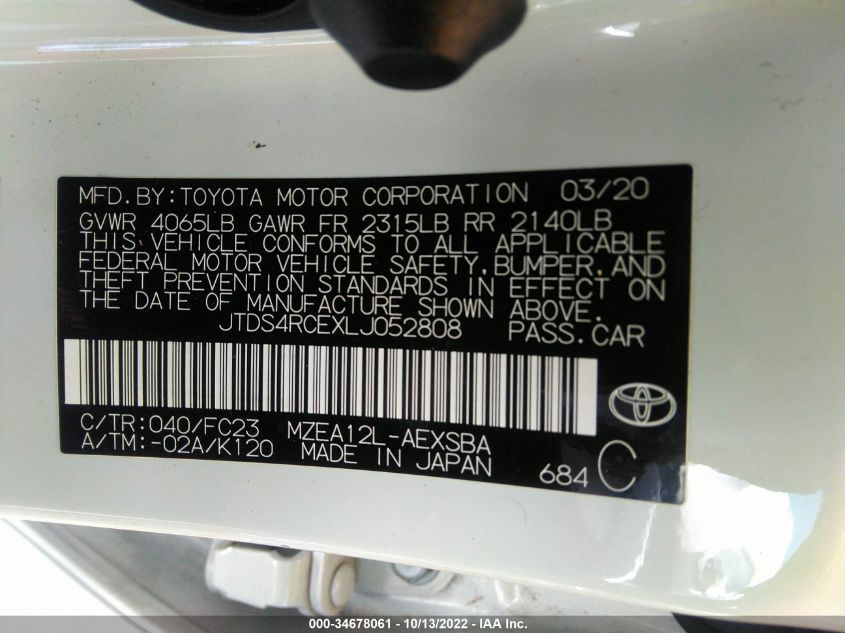 MFD. BY: TOYOTA MOTOR CORPORATION 03/20
GVWR 4065LB GAWR FR 2315LB RR 2140LB
THIS VEHICLE CONFORMS TO ALL APPLICABLE
FEDERAL MOTOR VEHICLE SAFETY, BUMPER, AND
THEFT PREVENTION STANDARDS IN EFFECT ON
THE DATE OF MANUFACTURE SHOWN ABOVE.
JTDS4RCEXLJ052808 PASS. CAR
C/TR: 040/FC23 MZEA12L-AEXSBA
A/TM: -02A/K120 MADE IN JAPAN 684 C
000-34678061 - 10/13/2022 - IAA Inc.